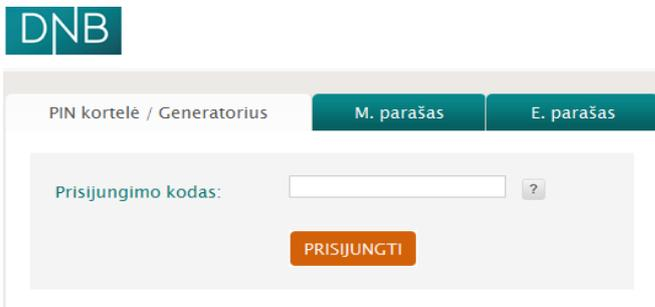 DNB
PIN kortelė / Generatorius M. parašas E. parašas
Prisijungimo kodas: ?
PRISIJUNGTI